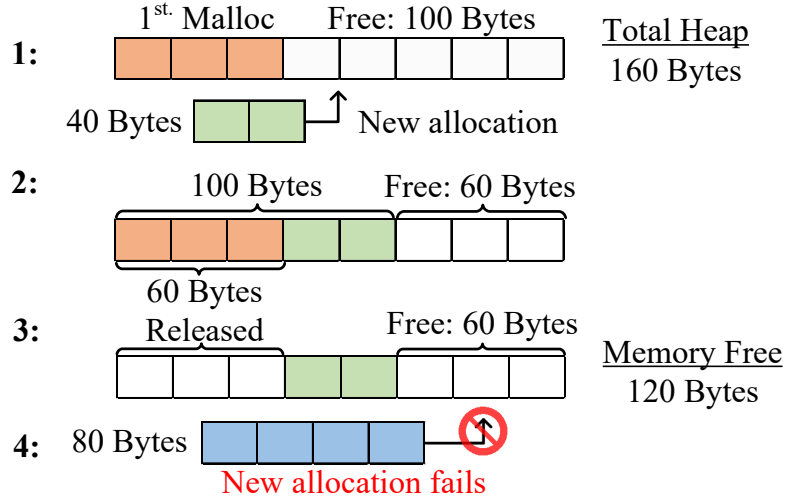 1st. Malloc Free: 100 Bytes
Total Heap
1:
160 Bytes
40 Bytes New allocation
2:
100 Bytes Free: 60 Bytes
60 Bytes
3:
Released Free: 60 Bytes
Memory Free
120 Bytes
4: 80 Bytes
New allocation fails